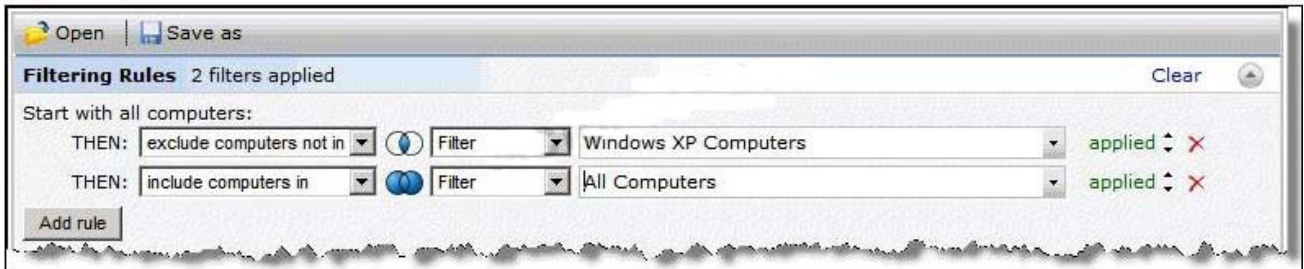 Open Save as
Filtering Rules 2 filters applied Clear
Start with all computers:
THEN: exclude computers not in Filter Windows XP Computers applied
THEN: include computers in Filter All Computers applied
Add rule